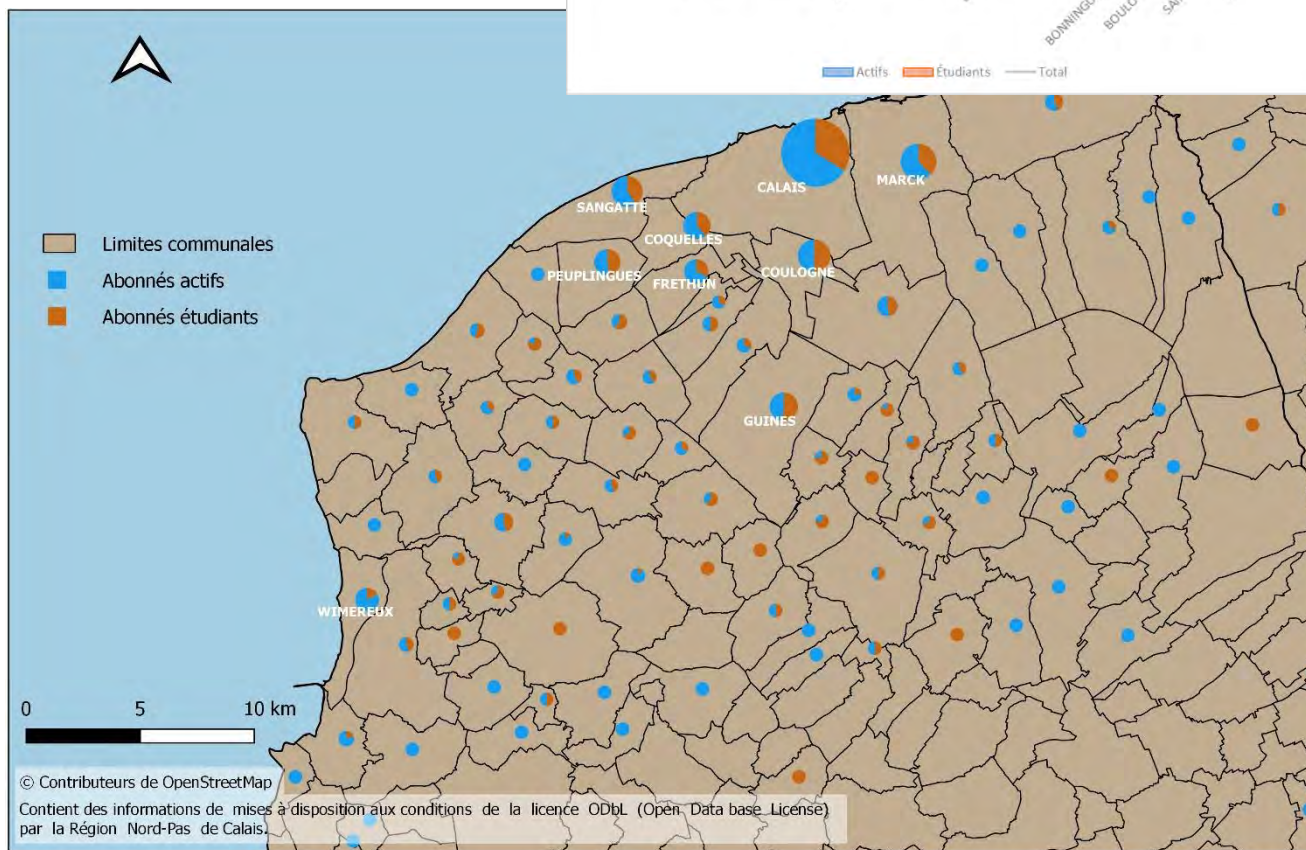 BONNINGU
BOULO
SAN
Actifs
Étudiants
Total
CALAIS
MARCK
SANGATTE
COQUELLES
PEUPLINGUES
FRETHUN
COULOGNE
Limites communales
Abonnés actifs
Abonnés étudiants
GUINES
WIMEREUX
0 5 10 km
© Contributeurs de OpenStreetMap
Contient des informations de mises à disposition aux conditions de la licence ODbL (Open Data base License)
par la Région Nord-Pas de Calais.